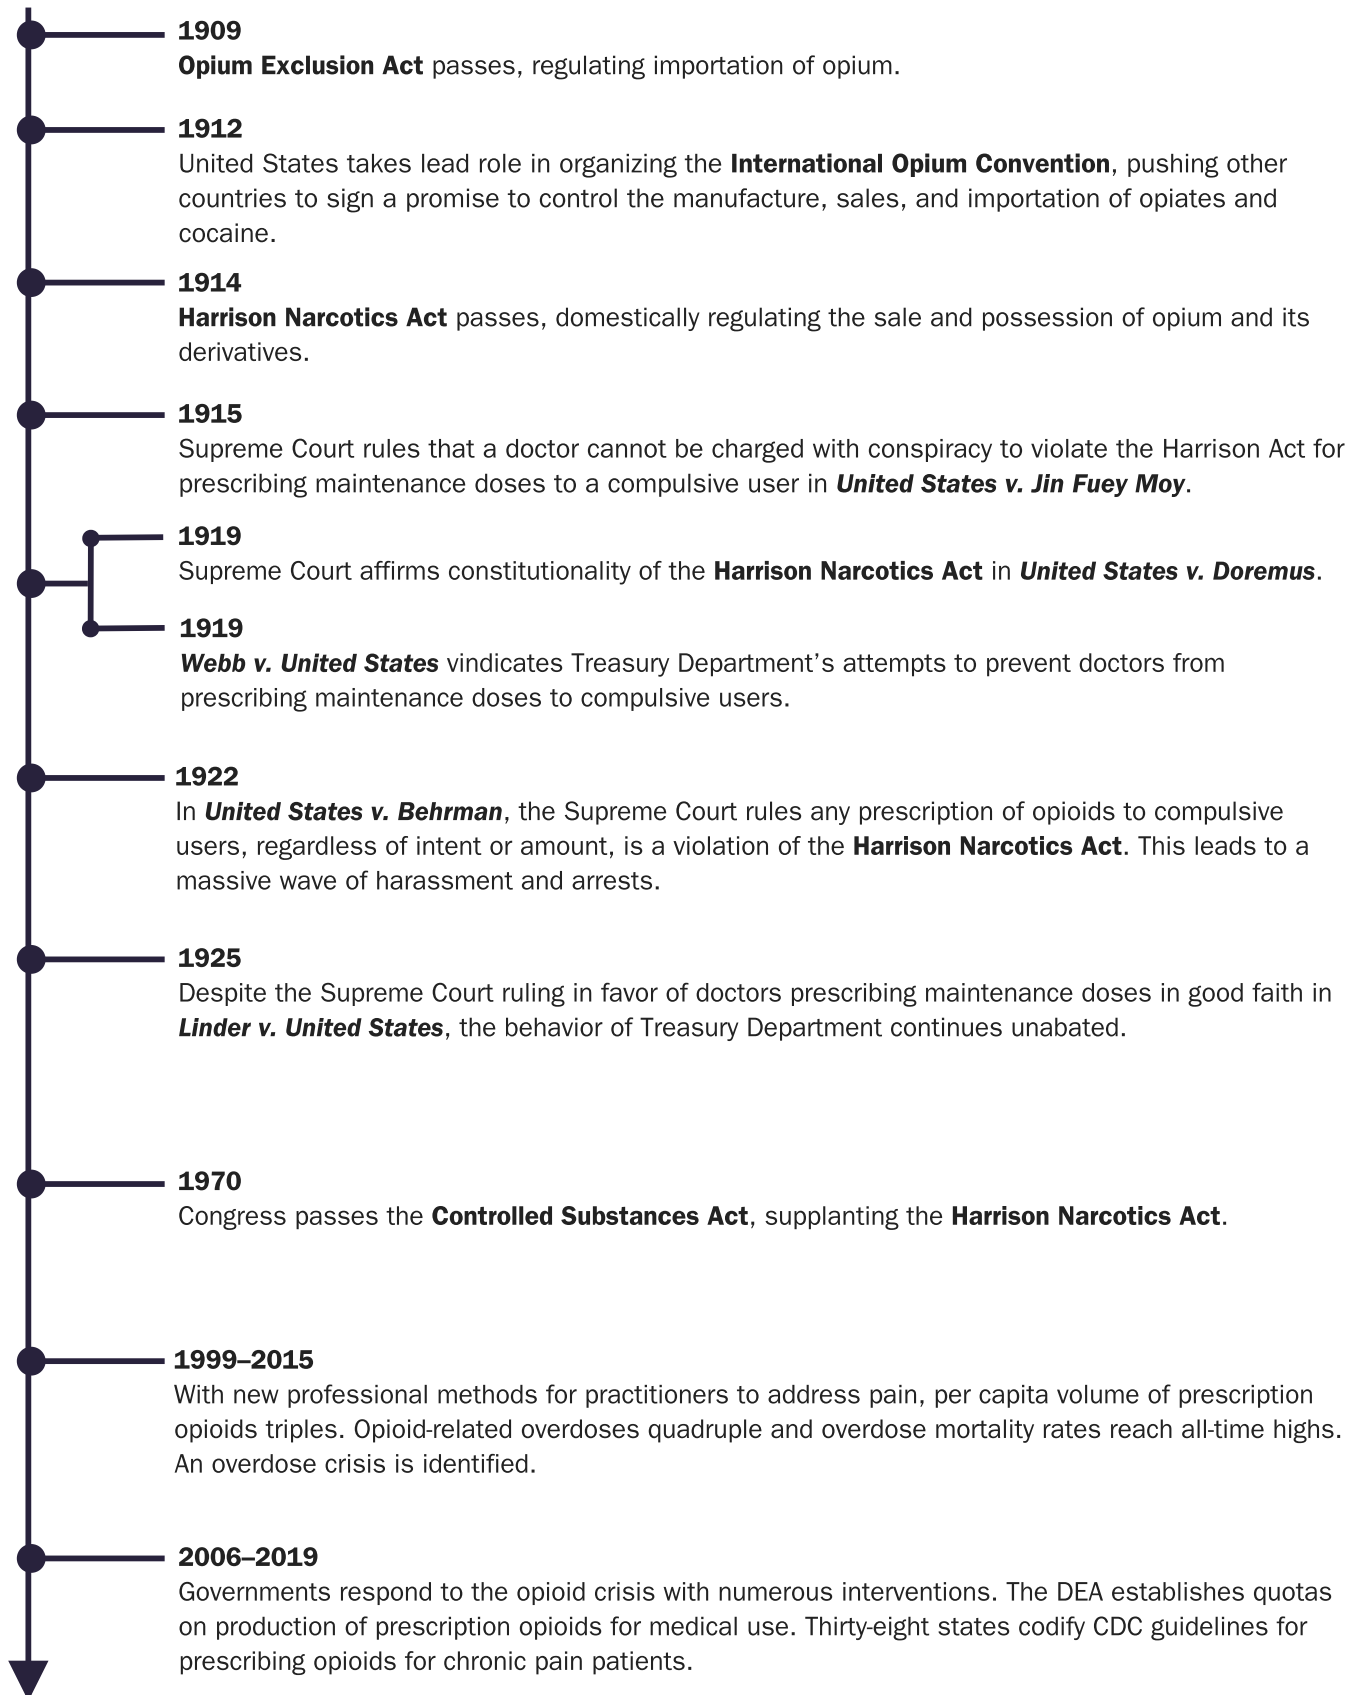 1909
Opium Exclusion Act passes, regulating importation of opium.
1912
United States takes lead role in organizing the International Opium Convention, pushing other
countries to sign a promise to control the manufacture, sales, and importation of opiates and
cocaine.
1914
Harrison Narcotics Act passes, domestically regulating the sale and possession of opium and its
derivatives.
1915
Supreme Court rules that a doctor cannot be charged with conspiracy to violate the Harrison Act for
prescribing maintenance doses to a compulsive user in United States v. Jin Fuey Moy.
1919
Supreme Court affirms constitutionality of the Harrison Narcotics Act in United States v. Doremus.
1919
Webb v. United States vindicates Treasury Department’s attempts to prevent doctors from
prescribing maintenance doses to compulsive users.
1922
In United States v. Behrman, the Supreme Court rules any prescription of opioids to compulsive
users, regardless of intent or amount, is a violation of the Harrison Narcotics Act. This leads to a
massive wave of harassment and arrests.
1925
Despite the Supreme Court ruling in favor of doctors prescribing maintenance doses in good faith in
Linder v. United States, the behavior of Treasury Department continues unabated.
1970
Congress passes the Controlled Substances Act, supplanting the Harrison Narcotics Act.
1999–2015
With new professional methods for practitioners to address pain, per capita volume of prescription
opioids triples. Opioid-related overdoses quadruple and overdose mortality rates reach all-time highs.
An overdose crisis is identified.
2006–2019
Governments respond to the opioid crisis with numerous interventions. The DEA establishes quotas
on production of prescription opioids for medical use. Thirty-eight states codify CDC guidelines for
prescribing opioids for chronic pain patients.